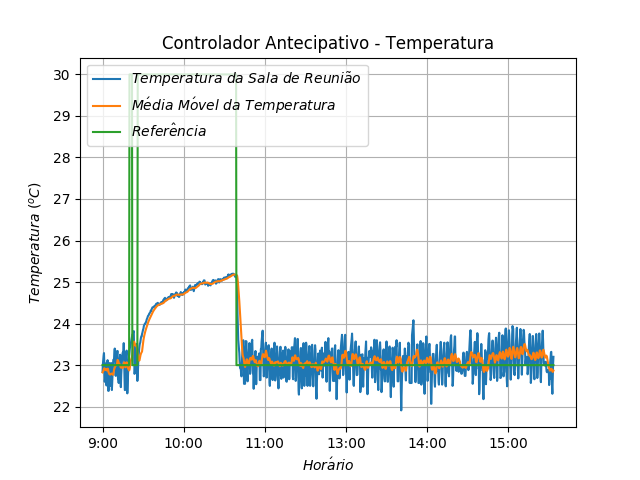 Controlador Antecipativo - Temperatura
Temperatura da Sala de Reunião
Média Móvel da Temperatura
Referência
30
29
28
27
26
25
24
23
22
Temperatura (°C)
9:00 10:00 11:00 13:00 14:00 15:00
Horário